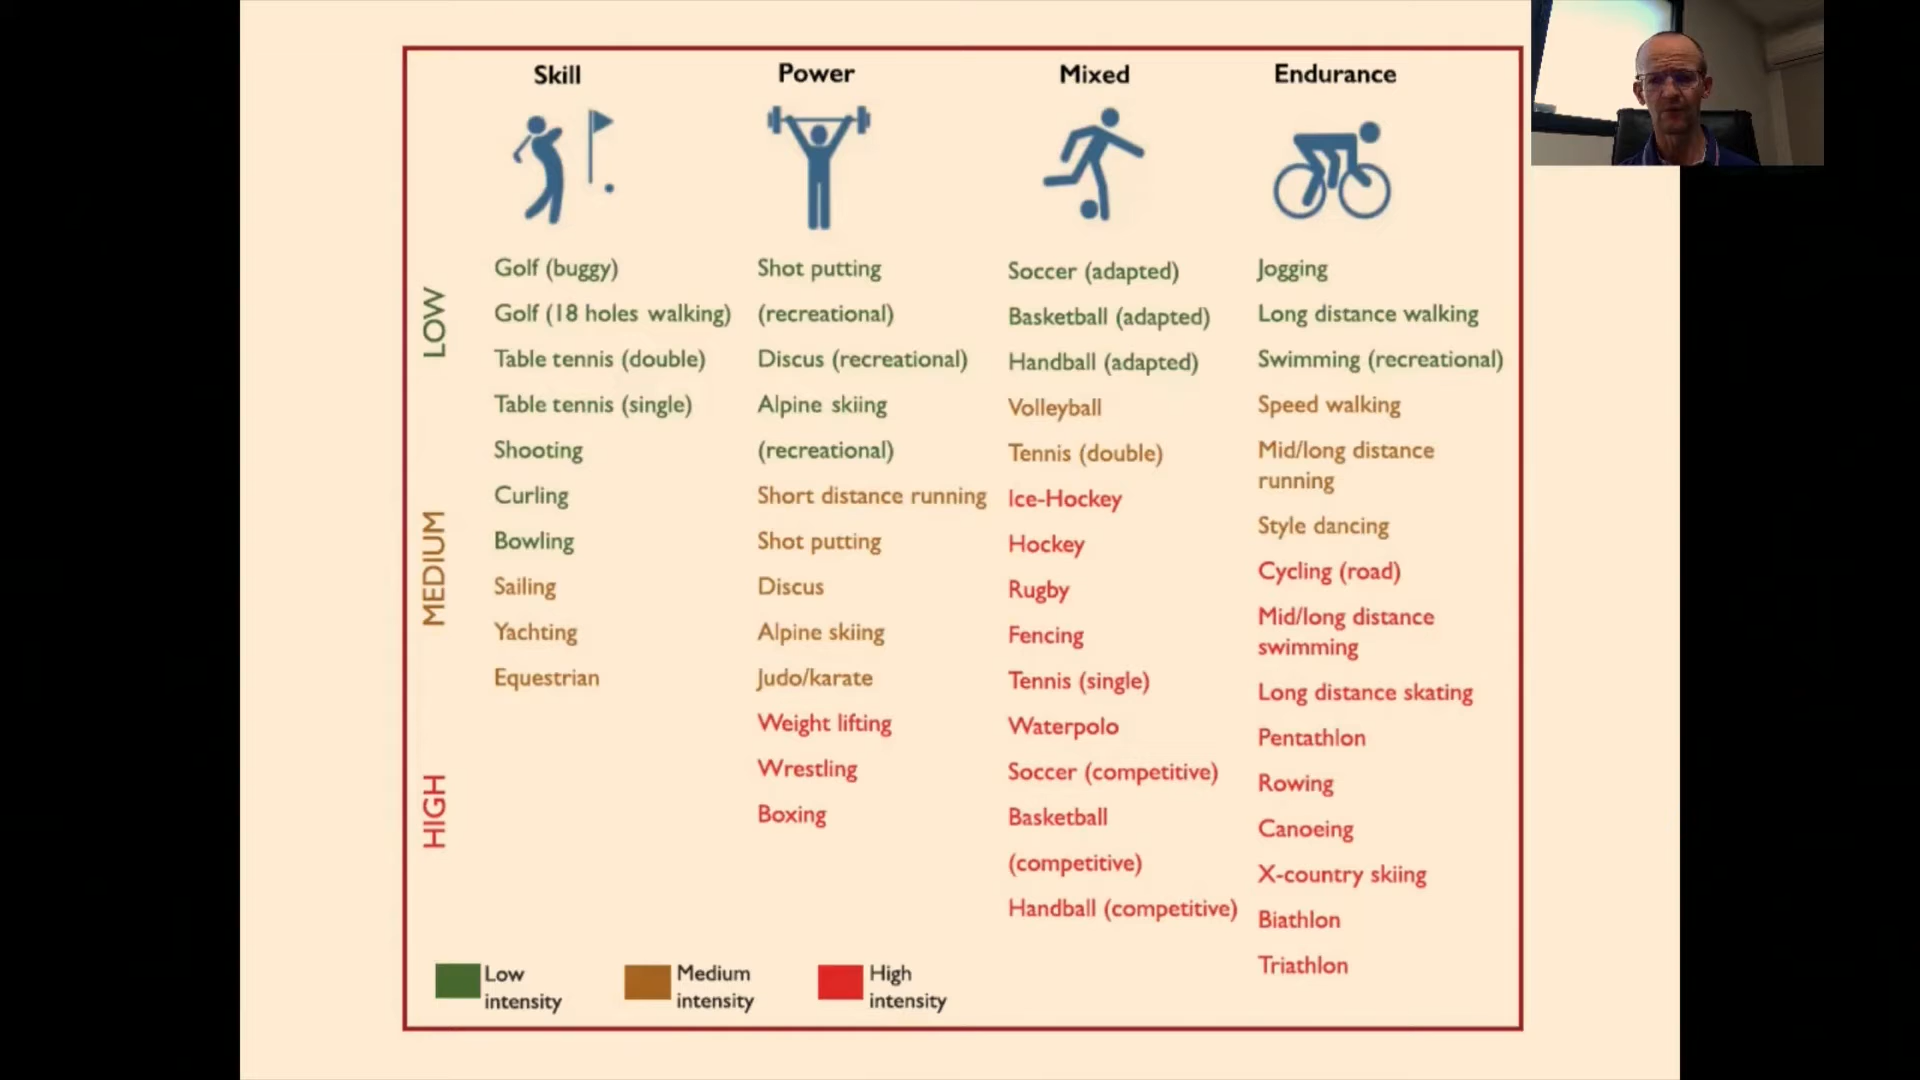 Skill
Power
Mixed
Endurance
LOW
MEDIUM
HIGH
Golf (buggy)
Golf (18 holes walking)
Table tennis (double)
Table tennis (single)
Shooting
Curling
Bowling
Sailing
Yachting
Equestrian
Shot putting
(recreational)
Discus (recreational)
Alpine skiing
(recreational)
Short distance running
Shot putting
Discus
Alpine skiing
Judo/karate
Weight lifting
Wrestling
Boxing
Soccer (adapted)
Basketball (adapted)
Handball (adapted)
Volleyball
Tennis (double)
Ice-Hockey
Hockey
Rugby
Fencing
Tennis (single)
Waterpolo
Soccer (competitive)
Basketball
(competitive)
Handball (competitive)
Jogging
Long distance walking
Swimming (recreational)
Speed walking
Mid/long distance
running
Style dancing
Cycling (road)
Mid/long distance
swimming
Long distance skating
Pentathlon
Rowing
Canoeing
X-country skiing
Biathlon
Triathlon
Low
intensity
Medium
intensity
High
intensity